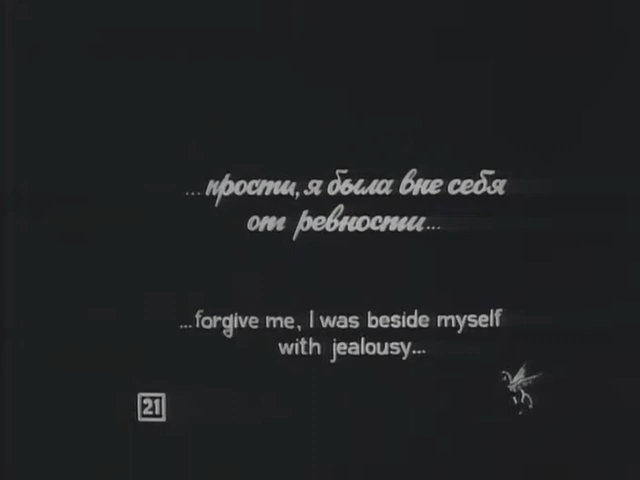 ...прости, я была вне себя
от ревности...
...forgive me, I was beside myself
with jealousy...
21